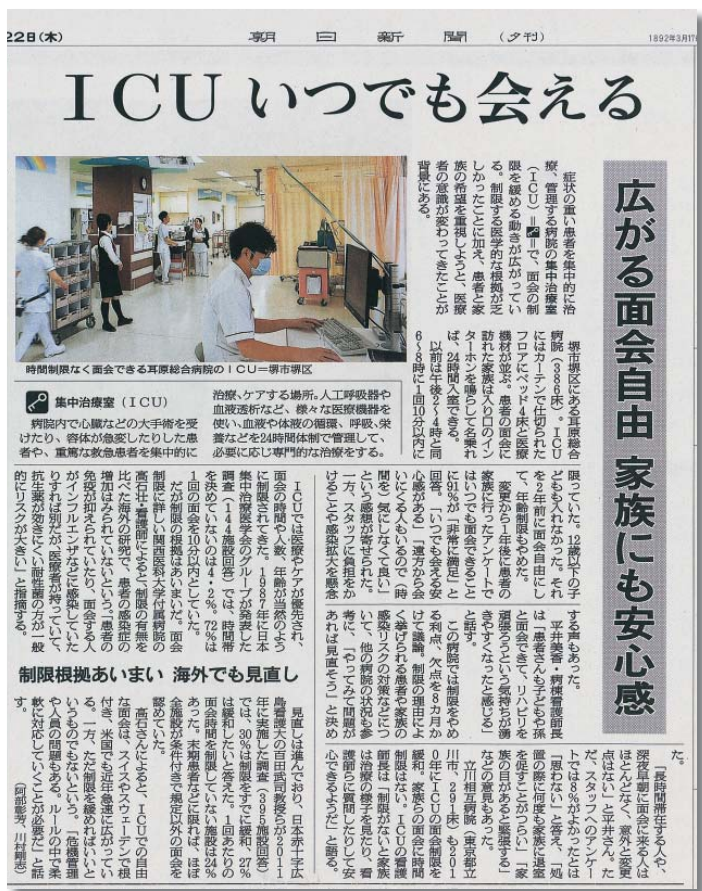 22日(木)
朝日新聞
(夕刊)
1892年3月17
ICU いつでも会える
広がる面会自由 家族にも安心感
症状の重い患者を集中的に治
療、管理する病院の集中治療室
(ICU)=で、面会の制
限を緩める動きが広がってい
る。制限する医学的な根拠が乏
しかったことに加え、患者と家
族の希望を重視しようと、医療
者の意識が変わってきたことが
背景にある。
時間制限なく面会できる耳原総合病院のICU=堺市堺区
集中治療室(ICU)
病院内で心臓などの大手術を受
けたり、容体が急変したりした患
者や、重篤な救急患者を集中的に
治療、ケアする場所。人工呼吸器や
血液透析など、様々な医療機器を
使い、血液や体液の循環、呼吸、栄
養などを24時間体制で管理して、
必要に応じ専門的な治療をする。
堺市堺区にある耳原総合
病院(386床)。ICU
にはカーテンで仕切られた
フロアにベッド4床と医療
機材が並ぶ。患者の面会に
訪れた家族は入り口のイン
ターホンを鳴らして名乗れ
ば、24時間入室できる。
以前は午後2~4時と同
6~8時に1回10分以内に
限っていた。12歳以下の子
どもも入れなかった。それ
を2年前に面会自由にし
て、年齢制限もやめた。
変更から1年後に患者の
家族に行ったアンケートで
はいつでも面会できること
に91%が「非常に満足」と
回答。「いつでも会える安
心感がある」「遠方から会
いにくる人もいるので(時
間を)気にしなくて良い」
という感想が寄せられた。
一方、スタッフに負担をか
けることや感染拡大を懸念
する声もあった。
平井美香・病棟看護師長
は「患者さんも子どもや孫
と面会できて、リハビリを
頑張ろうという気持ちが湧
きやすくなったと感じる」
と話す。
この病院では制限をやめ
る利点、欠点を8カ月か
けて議論。制限の理由によ
く挙げられる患者や家族の
感染リスクの対策などにつ
いて、他の病院の状況も参
考に、「やってみて問題が
あれば見直そう」と決め
た。
「長時間滞在する人や、
深夜早朝に面会に来る人は
ほとんどなく、意外と変更
点はない」と平井さん。た
だ、スタッフへのアンケー
トでは8%がよかったとは
「思わない」と答え、「処
置の際に何度も家族に退室
を促すことがつらい」「家
族の目があると緊張する」
などの意見もあった。
立川相互病院(東京都立
川市、291床)も201
0年にICUの面会制限を
緩和。家族らの面会に時間
制限はない。ICUの看護
師長は「制限がないと家族
は治療の様子を見たり、看
護師らに質問したりして安
心できるようだ」と語る。
ICUでは医療やケアが優先され、
面会の時間や人数、年齢が当然のよう
に制限されてきた。1987年に日本
集中治療医学会のグループが発表した
調査(144施設回答)では、時間帯
を決めていないのは4・2%。72%は
1回の面会を10分以内としていた。
だが制限の根拠はあいまいだ。面会
制限に詳しい関西医科大学付属病院の
高石壮・看護師によると、制限の有無を
比べた海外の研究で、患者の感染症の
増加はみられていないという。「患者の
免疫が抑えられていたり、面会する人
がインフルエンザなどに感染していた
りすれば別だが、医療者が持っていて、
抗生薬が効きにくい耐性菌の方が一般
的にリスクが大きい」と指摘する。
制限根拠あいまい 海外でも見直し
見直しは進んでおり、日本赤十字広
島看護大の百田武司教授らが2011
年に実施した調査(395施設回答)
では、30%は制限をすでに緩和、27%
は緩和したいと答えた。1回あたりの
面会時間を制限していない施設は24%
あった。末期患者などに限れば、ほぼ
全施設が条件付きで規定以外の面会を
認めていた。
高石さんによると、ICUでの自由
な面会は、スイスやスウェーデンで根
付き、米国でも近年急速に広がってい
る。一方、ただ制限を緩めればいいと
いうものでもないという。「危機管理
や人員の問題もある。ルールの中で柔
軟に対応していくことが必要だ」と話
す。
(阿部彰芳、川村剛志)